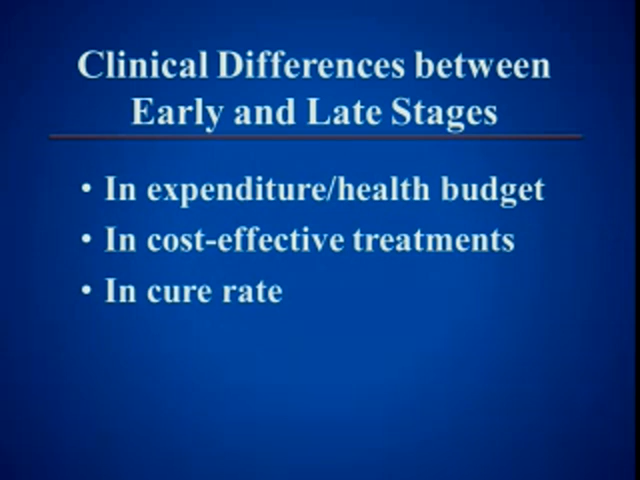 Clinical Differences between
Early and Late Stages
• In expenditure/health budget
• In cost-effective treatments
• In cure rate